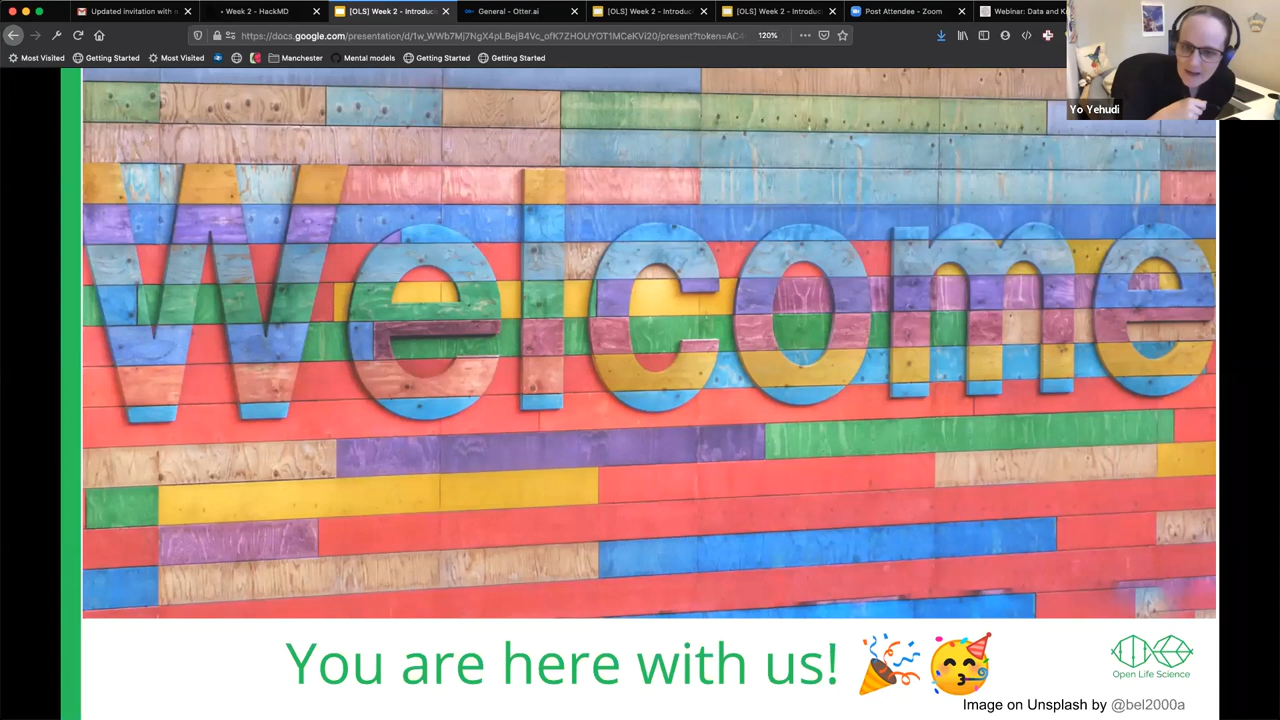 Updated invitation with n
Week 2 - HackMD
[OLS] Week 2 - Introduc
General - Otter.ai
[OLS] Week 2 - Introduc
[OLS] Week 2 - Introduc
Post Attendee - Zoom
Webinar: Data and K
120%
Most Visited
Getting Started
Most Visited
Manchester
Mental models
Getting Started
Getting Started
Yo Yehudi
Welcome
You are here with us!
Open Life Science
Image on Unsplash by @bel2000a